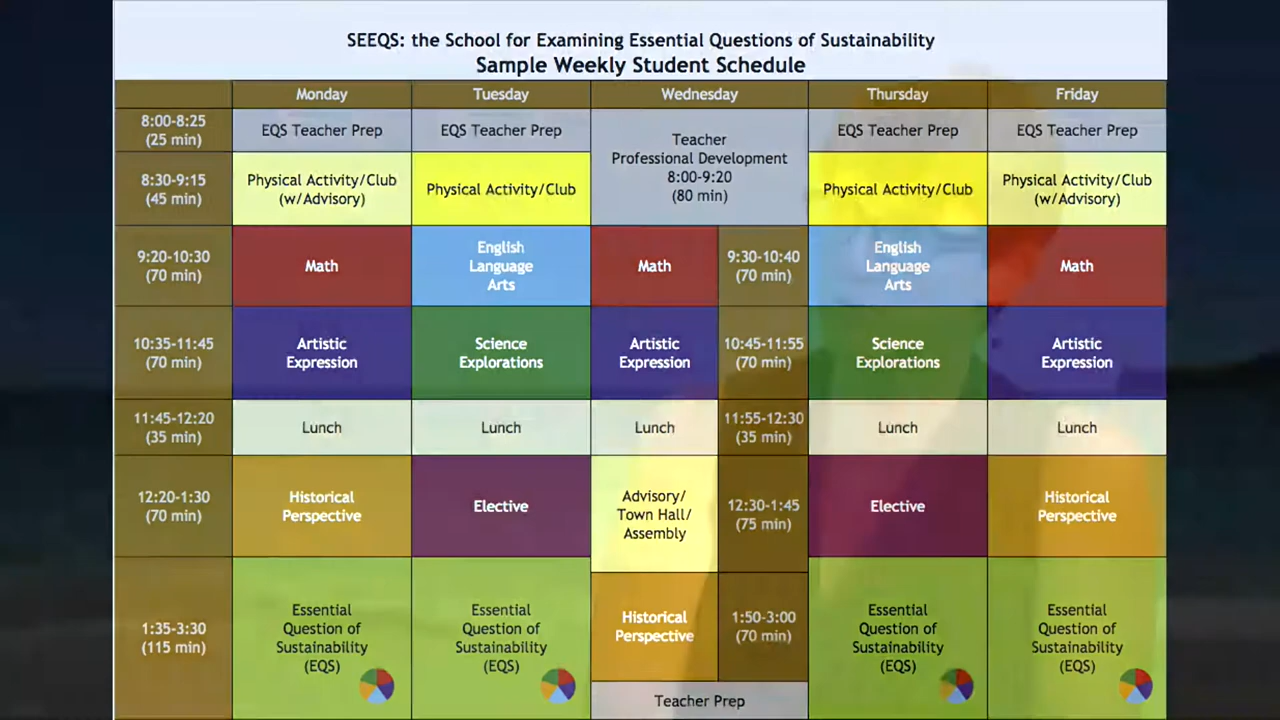 SEEQS: the School for Examining Essential Questions of Sustainability
Sample Weekly Student Schedule
Monday
Tuesday
Wednesday
Thursday
Friday
8:00-8:25
(25 min)
EQS Teacher Prep
EQS Teacher Prep
Teacher
Professional Development
8:00-9:20
(80 min)
EQS Teacher Prep
EQS Teacher Prep
8:30-9:15
(45 min)
Physical Activity/Club
(w/Advisory)
Physical Activity/Club
Physical Activity/Club
Physical Activity/Club
(w/Advisory)
9:20-10:30
(70 min)
Math
English
Language
Arts
Math
9:30-10:40
(70 min)
English
Language
Arts
Math
10:35-11:45
(70 min)
Artistic
Expression
Science
Explorations
Artistic
Expression
10:45-11:55
(70 min)
Science
Explorations
Artistic
Expression
11:45-12:20
(35 min)
Lunch
Lunch
Lunch
11:55-12:30
(35 min)
Lunch
Lunch
12:20-1:30
(70 min)
Historical
Perspective
Elective
Advisory/
Town Hall/
Assembly
12:30-1:45
(75 min)
Elective
Historical
Perspective
1:35-3:30
(115 min)
Essential
Question of
Sustainability
(EQS)
Essential
Question of
Sustainability
(EQS)
Historical
Perspective
1:50-3:00
(70 min)
Teacher Prep
Essential
Question of
Sustainability
(EQS)
Essential
Question of
Sustainability
(EQS)